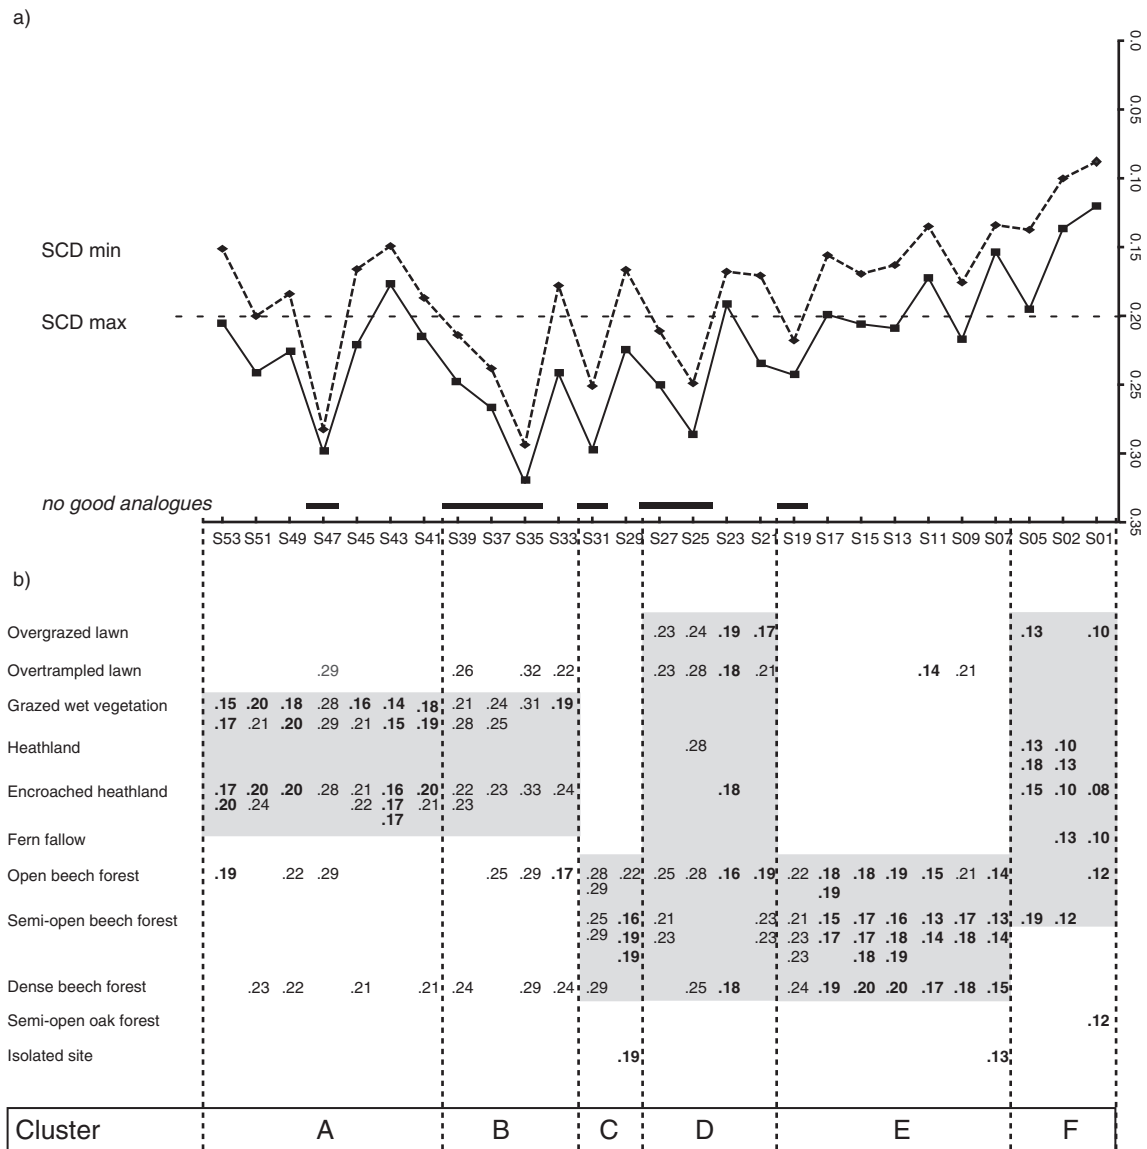 a)
0.0
0.05
0.10
0.15
0.20
0.25
0.30
0.35
SCD min
SCD max
no good analogues
S53 S51 S49 S47 S45 S43 S41 S39 S37 S35 S33 S31 S29 S27 S25 S23 S21 S19 S17 S15 S13 S11 S09 S07 S05 S02 S01
b)
Overgrazed lawn .23 .24 .19 .17 .13 .10
Overtrampled lawn .29 .26 .32 .22 .23 .28 .18 .21 .14 .21
Grazed wet vegetation .15 .20 .18 .28 .16 .14 .18 .21 .24 .31 .19
.17 .21 .20 .29 .21 .15 .19 .28 .25
Heathland .28 .13 .10
.18 .13
Encroached heathland .17 .20 .20 .28 .21 .16 .20 .22 .23 .33 .24 .18 .15 .10 .08
.20 .24 .22 .17 .21 .23
.17
Fern fallow .13 .10
Open beech forest .19 .22 .29 .25 .29 .17 .28 .22 .25 .28 .16 .19 .22 .18 .18 .19 .15 .21 .14 .12
.29 .19
Semi-open beech forest .25 .16 .21 .23 .21 .15 .17 .16 .13 .17 .13 .19 .12
.29 .19 .23 .23 .23 .17 .17 .18 .14 .18 .14
.19 .23 .18 .19
Dense beech forest .23 .22 .21 .21 .24 .29 .24 .29 .25 .18 .24 .19 .20 .20 .17 .18 .15
Semi-open oak forest .12
Isolated site .19 .13
Cluster A B C D E F